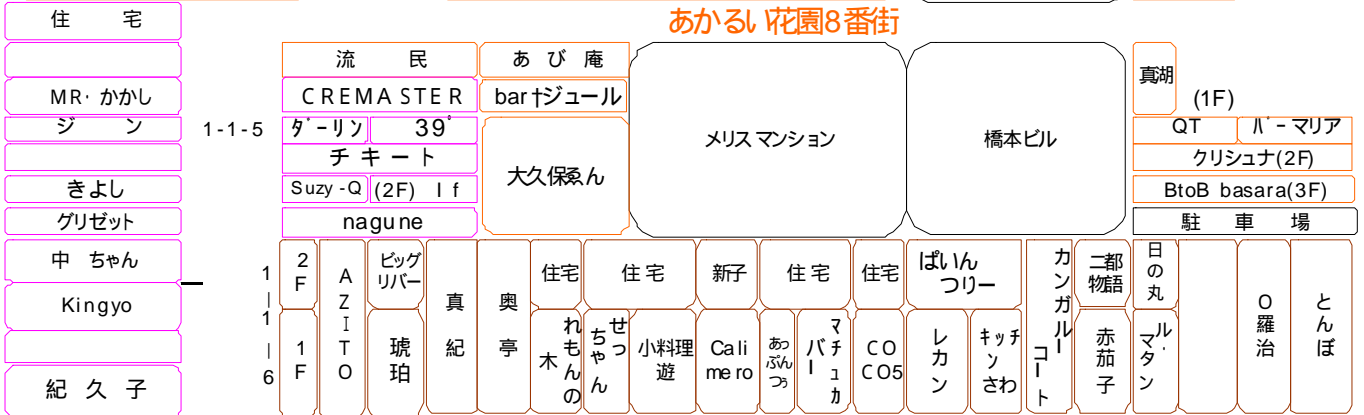 あかるい花園8番街
住 宅
MR・かかし
ジ ン
きよし
グリゼット
中 ちゃん
Kingyo
紀 久 子
1-1-5
流 民
CREMASTER
ダーリン
39°
チ キ ー ト
Suzy-Q
(2F) If
nagune
あ び 庵
bar†ジュール
大久保ゑん
メリス マンション
橋本ビル
真湖
(1F)
QT
バーマリア
クリシュナ(2F)
BtoB basara(3F)
駐 車 場
1-1-6
2F
1F
AZITO
ビッグ
リバー
琥珀
真紀
奥亭
住宅
れもんの
木
住 宅
せっ
ちゃん
小料理
遊
新子
Cali
mero
住 宅
あっ
ぷん
つぅ
マチュカ
バー
住宅
CO
CO5
ぱいん
つリー
レカン
キッチ
ン
さわ
カンガルー
コート
二都
物語
赤茄子
日の丸
ル・
マタン
O羅治
とんぼ